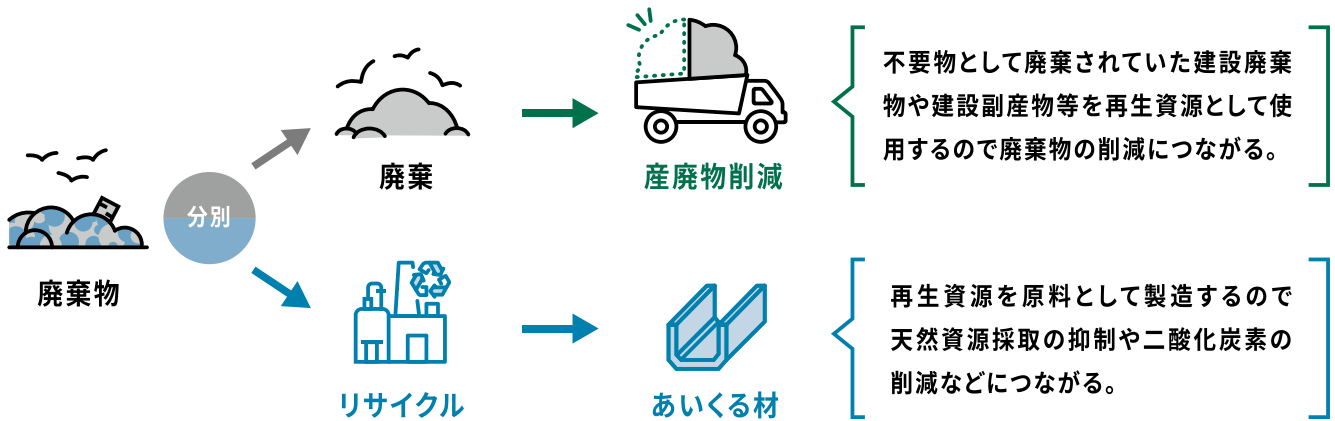 廃棄物
分別
廃棄
産廃物削減
不要物として廃棄されていた建設廃棄
物や建設副産物等を再生資源として使
用するので廃棄物の削減につながる。
リサイクル
あいくる材
再生資源を原料として製造するので
天然資源採取の抑制や二酸化炭素の
削減などにつながる。